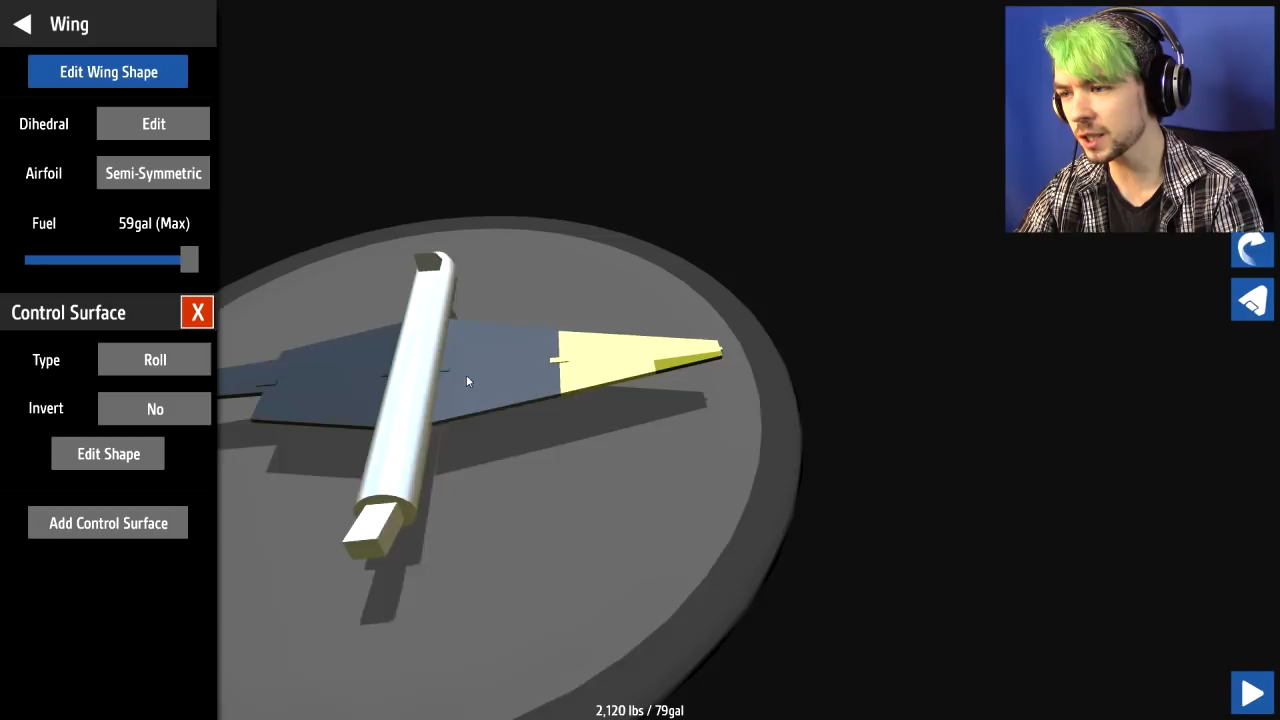 Wing
Edit Wing Shape
Dihedral Edit
Airfoil Semi-Symmetric
Fuel 59gal (Max)
Control Surface X
Type Roll
Invert No
Edit Shape
Add Control Surface
2,120 lbs / 79gal